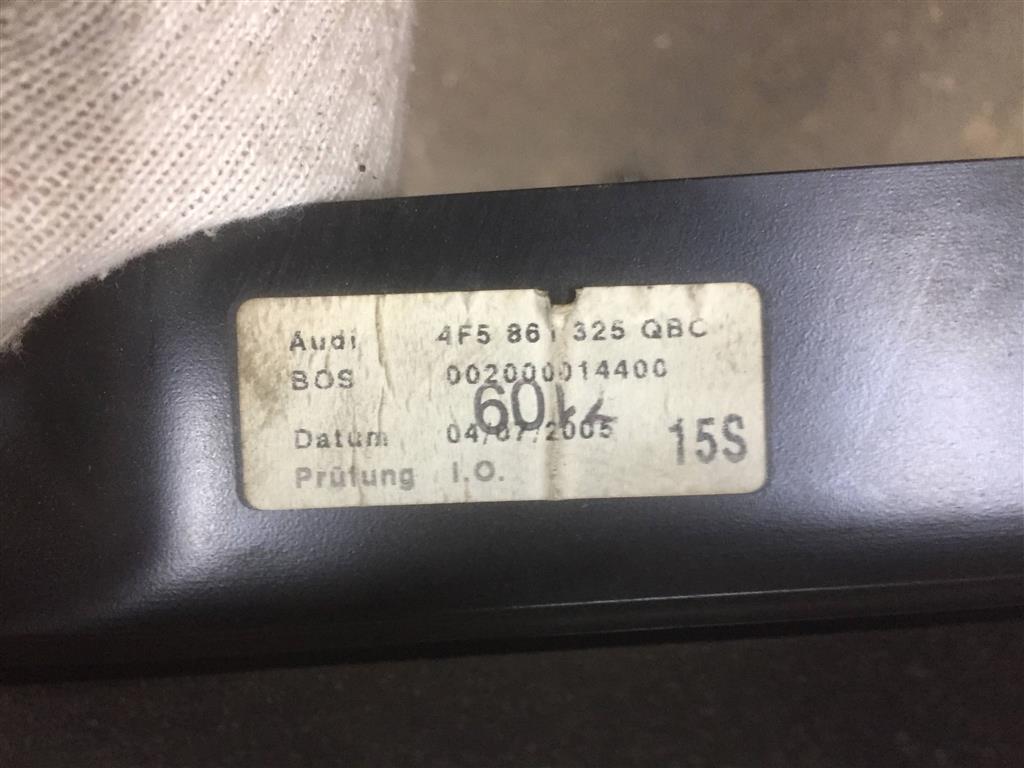 Audi 4F5 861 325 QBC
BOS 002000014400
60
Datum 04/07/2005
15S
Prüfung I.O.